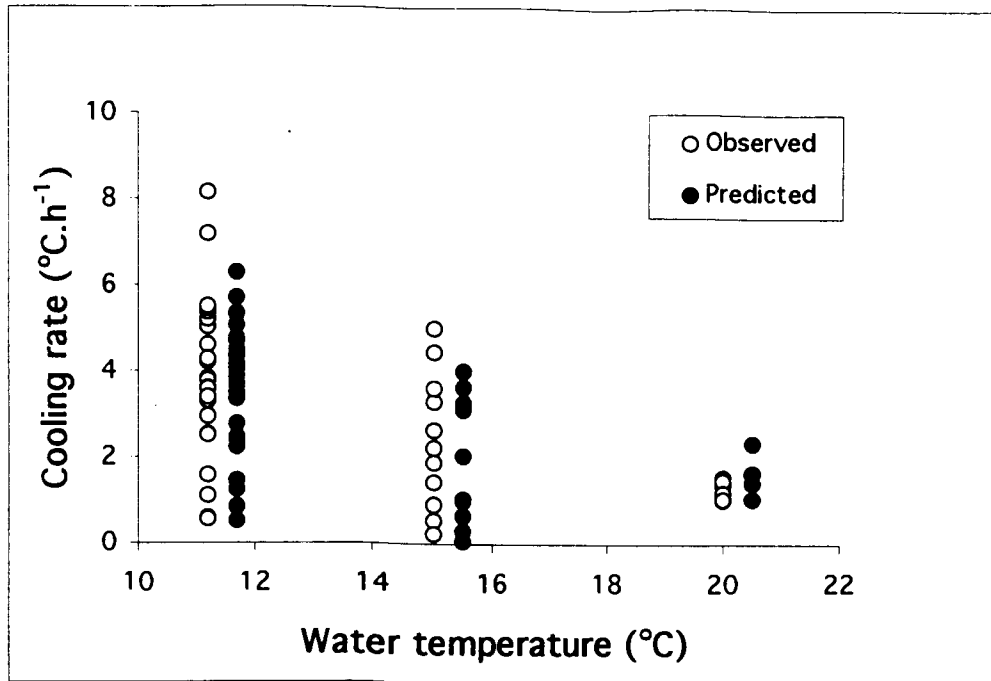 10
8
6
4
2
0
Cooling rate (°C.h⁻¹)
Observed
Predicted
10 12 14 16 18 20 22
Water temperature (°C)